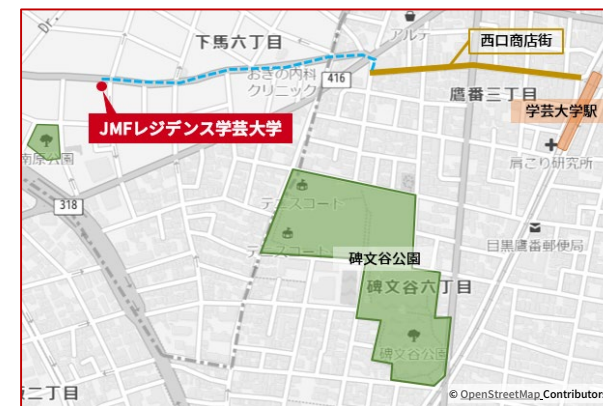 Dr.
下馬六丁目
アルテ
西口商店街
おぎの内科
クリニック
416
鷹番三丁目
学芸大学駅
JMFレジデンス学芸大学
肩こり研究所
南原公園
318
テニスコート
テニスコート
目黒鷹番郵便局
碑文谷公園
碑文谷六丁目
碑文谷公園
二丁目
© OpenStreetMap Contributor